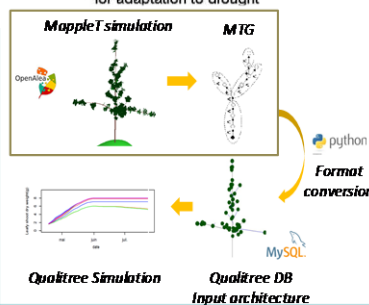 for adaptation to drought
MappleT simulation
MTG
OpenAlea
python
Format
conversion
MySQL
Qualitree Simulation
Qualitree DB
Input architecture